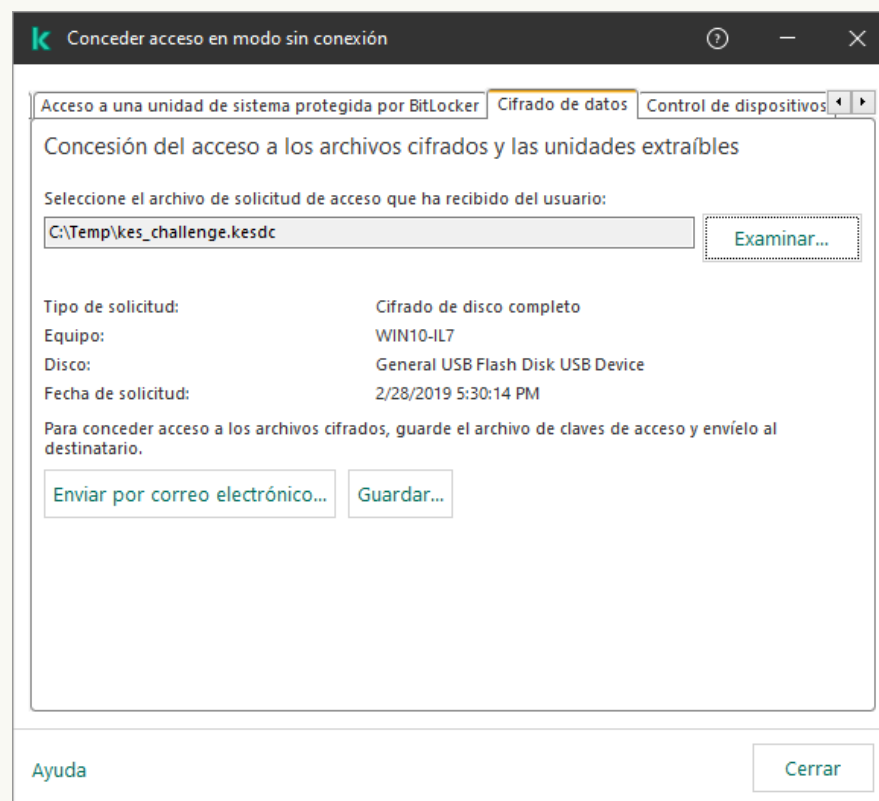 Conceder acceso en modo sin conexión
Acceso a una unidad de sistema protegida por BitLocker Cifrado de datos Control de dispositivos
Concesión del acceso a los archivos cifrados y las unidades extraíbles
Seleccione el archivo de solicitud de acceso que ha recibido del usuario:
C:\Temp\kes_challenge.kesdc Examinar...
Tipo de solicitud: Cifrado de disco completo
Equipo: WIN10-IL7
Disco: General USB Flash Disk USB Device
Fecha de solicitud: 2/28/2019 5:30:14 PM
Para conceder acceso a los archivos cifrados, guarde el archivo de claves de acceso y envíelo al
destinatario.
Enviar por correo electrónico... Guardar...
Ayuda Cerrar